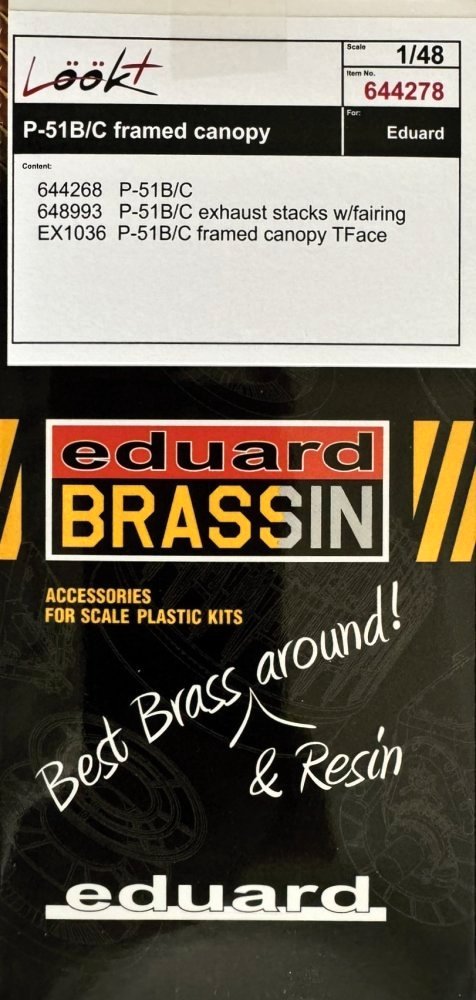 Löök+
Scale
1/48
Item No.
644278
P-51B/C framed canopy
For:
Eduard
Content:
644268 P-51B/C
648993 P-51B/C exhaust stacks w/fairing
EX1036 P-51B/C framed canopy TFace
eduard
BRASSIN
ACCESSORIES
FOR SCALE PLASTIC KITS
Best Brass around!
& Resin
eduard